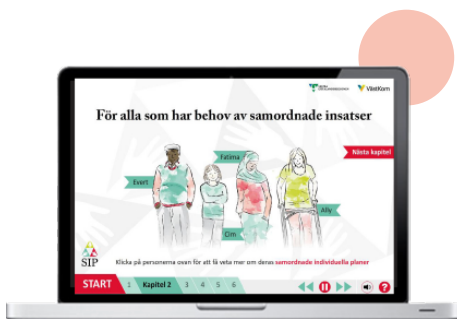 VästKom
För alla som har behov av samordnade insatser
Nästa kapitel
Fatima
Evert
Ally
Cim
SIP
Klicka på personerna ovan för att få veta mer om deras samordnade individuella planer
START 1 Kapitel 2 3 4 5 6
?